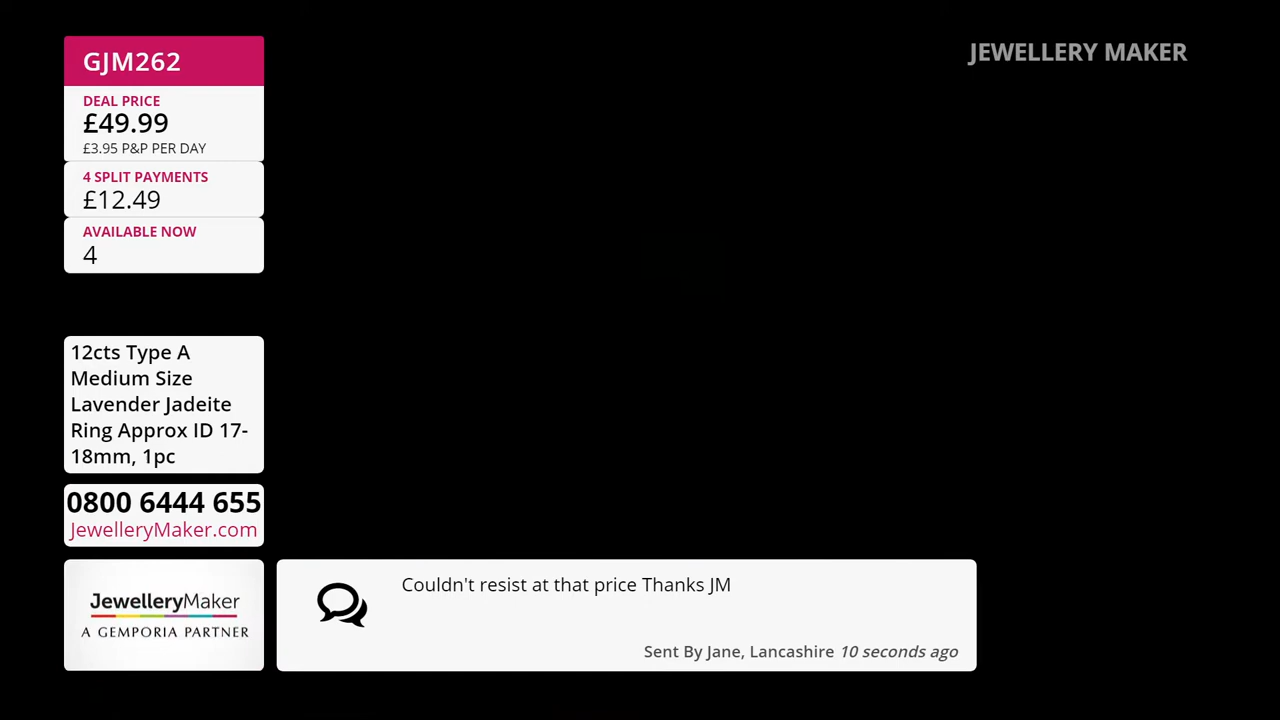 GJM262
JEWELLERY MAKER
DEAL PRICE
£49.99
£3.95 P&P PER DAY
4 SPLIT PAYMENTS
£12.49
AVAILABLE NOW
4
12cts Type A
Medium Size
Lavender Jadeite
Ring Approx ID 17-
18mm, 1pc
0800 6444 655
JewelleryMaker.com
JewelleryMaker
A GEMPORIA PARTNER
Couldn't resist at that price Thanks JM
Sent By Jane, Lancashire 10 seconds ago